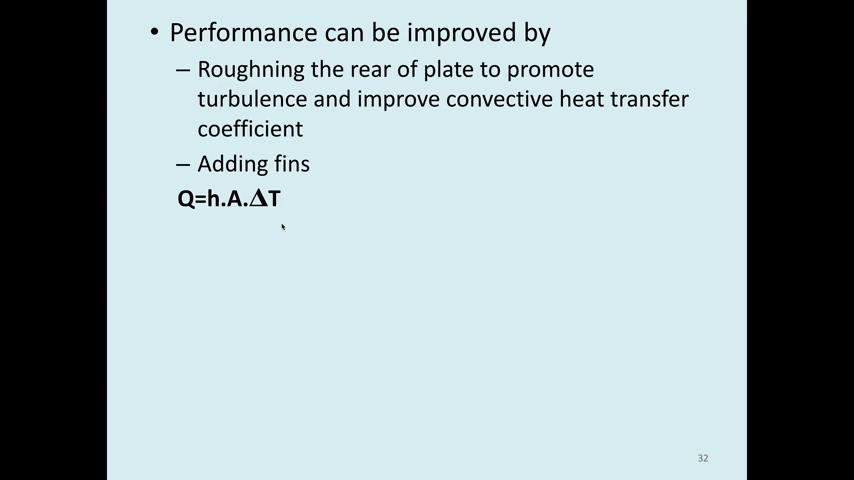 • Performance can be improved by
– Roughning the rear of plate to promote
turbulence and improve convective heat transfer
coefficient
– Adding fins
Q=h.A.ΔT
32